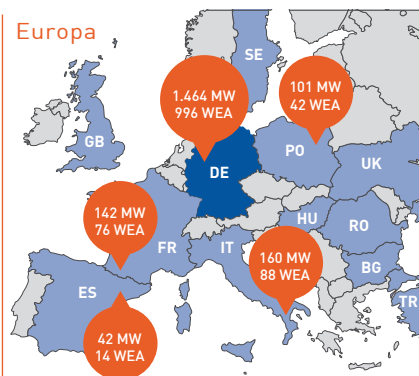 Europa
SE
1.464 MW
996 WEA
101 MW
42 WEA
GB
DE
PO
UK
142 MW
76 WEA
FR
IT
HU
RO
160 MW
88 WEA
BG
ES
TR
42 MW
14 WEA